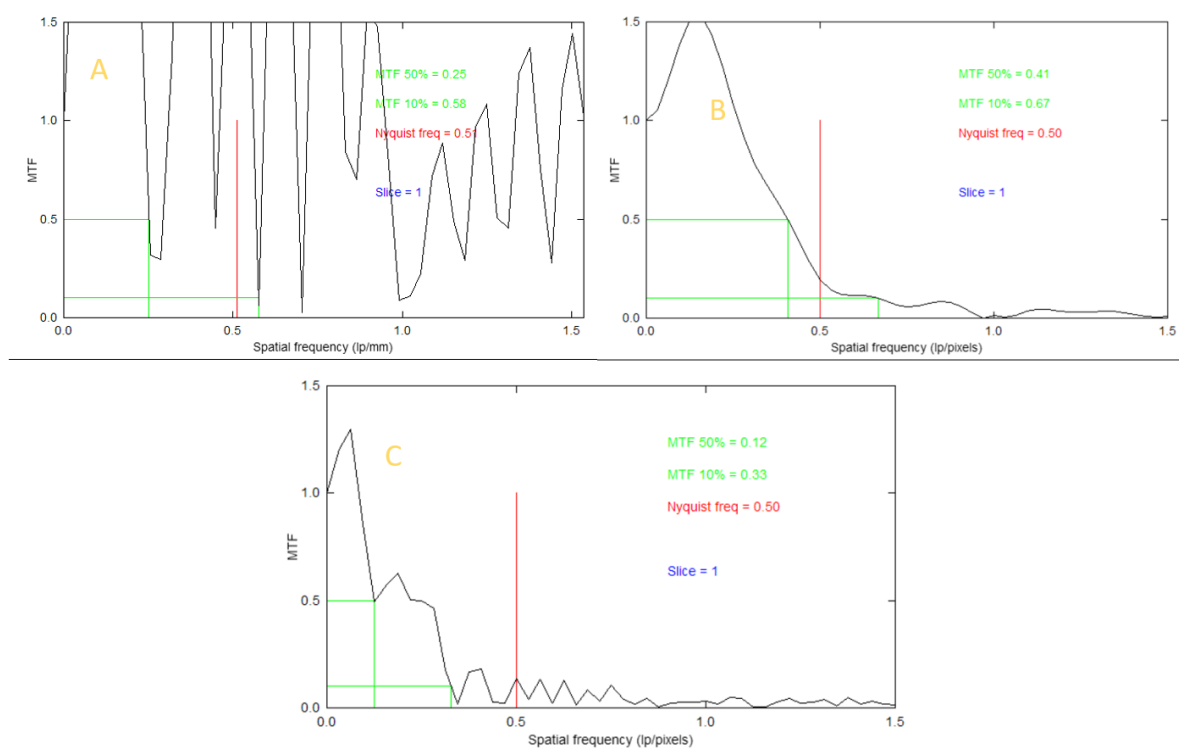 A
MTF 50% = 0.25
MTF 10% = 0.58
Nyquist freq = 0.51
Slice = 1
MTF
1.5
1.0
0.5
0.0
0.0 0.5 1.0 1.5
Spatial frequency (lp/mm)
B
MTF 50% = 0.41
MTF 10% = 0.67
Nyquist freq = 0.50
Slice = 1
MTF
1.5
1.0
0.5
0.0
0.0 0.5 1.0 1.5
Spatial frequency (lp/pixels)
C
MTF 50% = 0.12
MTF 10% = 0.33
Nyquist freq = 0.50
Slice = 1
MTF
1.5
1.0
0.5
0.0
0.0 0.5 1.0 1.5
Spatial frequency (lp/pixels)